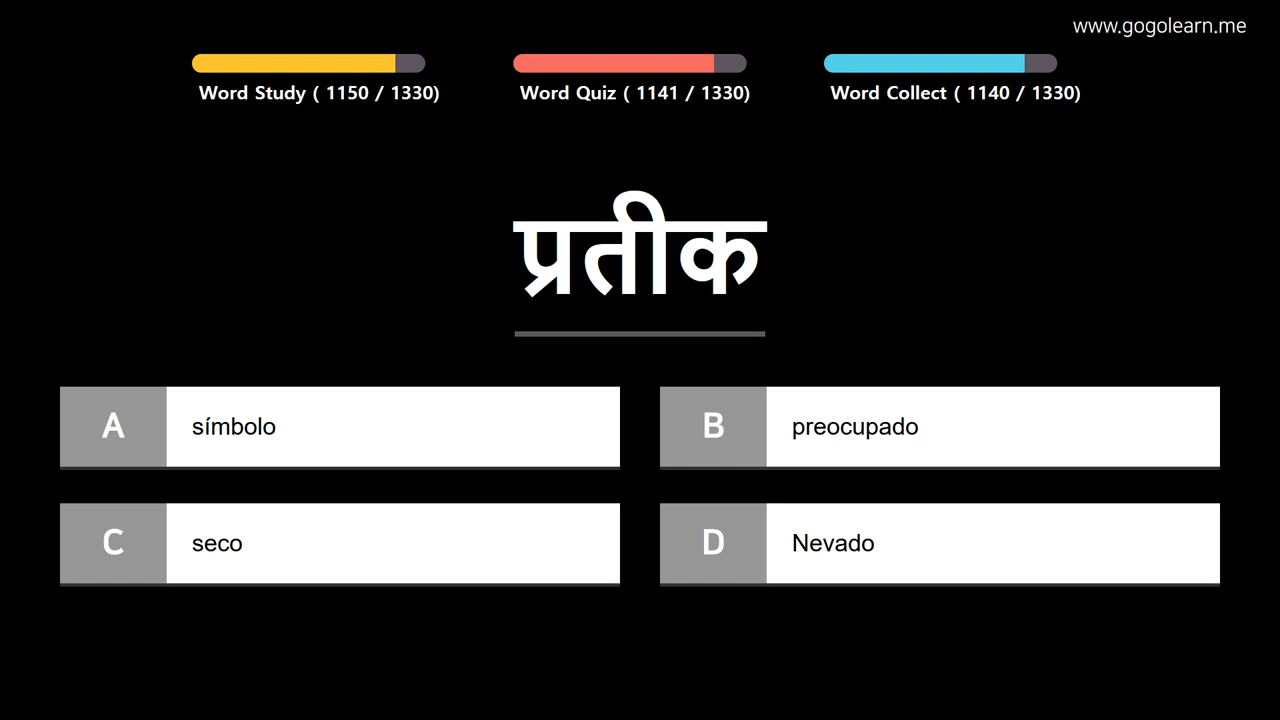 www.gogolearn.me
Word Study ( 1150 / 1330)
Word Quiz ( 1141 / 1330)
Word Collect ( 1140 / 1330)
प्रतीक
A símbolo
B preocupado
C seco
D Nevado